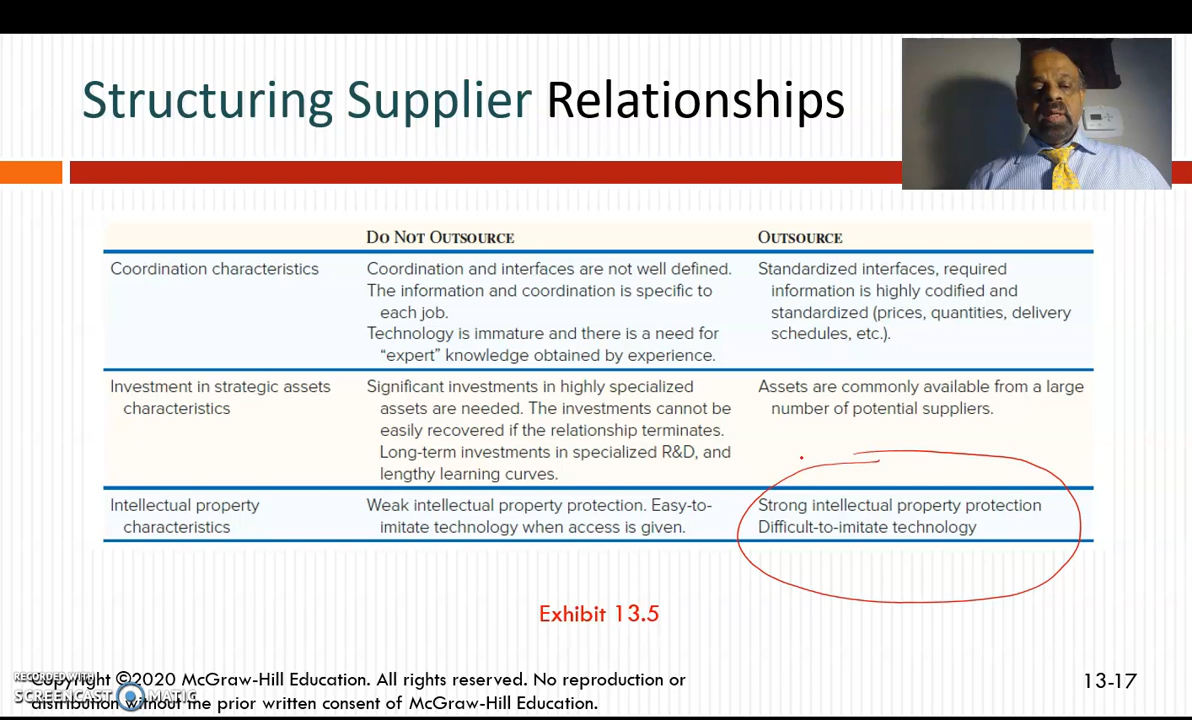 Structuring Supplier Relationships
DO NOT OUTSOURCE
OUTSOURCE
Coordination characteristics
Coordination and interfaces are not well defined.
The information and coordination is specific to
each job.
Technology is immature and there is a need for
“expert” knowledge obtained by experience.
Standardized interfaces, required
information is highly codified and
standardized (prices, quantities, delivery
schedules, etc.).
Investment in strategic assets
characteristics
Significant investments in highly specialized
assets are needed. The investments cannot be
easily recovered if the relationship terminates.
Long-term investments in specialized R&D, and
lengthy learning curves.
Assets are commonly available from a large
number of potential suppliers.
Intellectual property
characteristics
Weak intellectual property protection. Easy-to-
imitate technology when access is given.
Strong intellectual property protection
Difficult-to-imitate technology
Exhibit 13.5
Copyright ©2020 McGraw-Hill Education. All rights reserved. No reproduction or
distribution without the prior written consent of McGraw-Hill Education.
13-17
RECORDED WITH
SCREENCAST MATIC